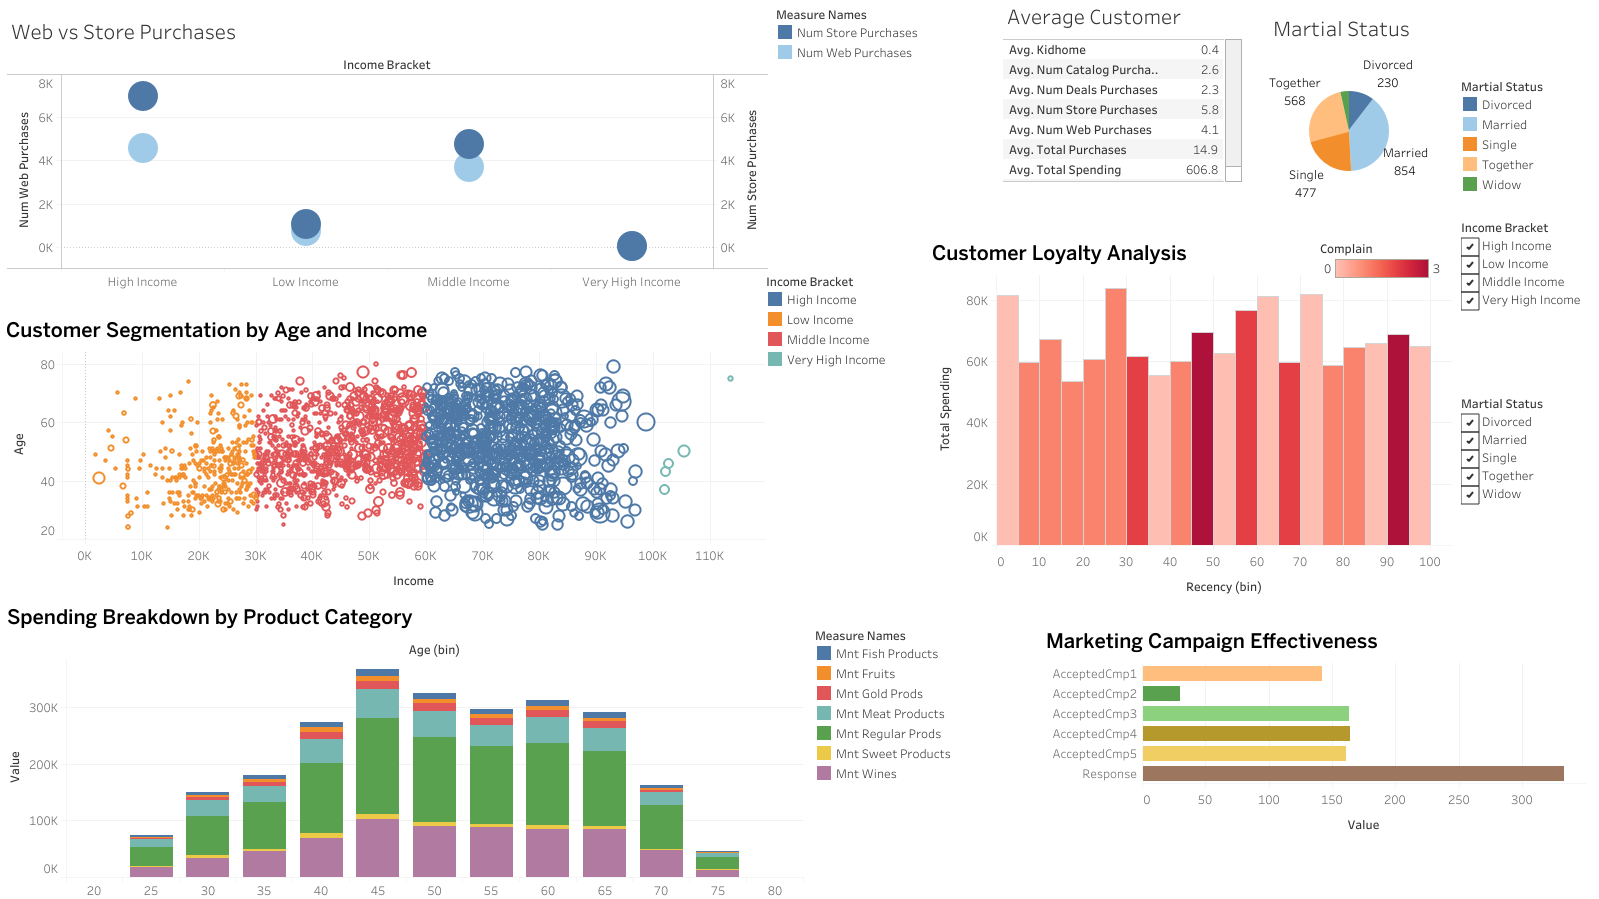 Web vs Store Purchases
Income Bracket
Num Web Purchases
8K
6K
4K
2K
0K
8K
6K
4K
2K
0K
Num Store Purchases
High Income
Low Income
Middle Income
Very High Income
Measure Names
Num Store Purchases
Num Web Purchases
Average Customer
Avg. Kidhome 0.4
Avg. Num Catalog Purcha.. 2.6
Avg. Num Deals Purchases 2.3
Avg. Num Store Purchases 5.8
Avg. Num Web Purchases 4.1
Avg. Total Purchases 14.9
Avg. Total Spending 606.8
Martial Status
Divorced
230
Together
568
Married
854
Single
477
Martial Status
Divorced
Married
Single
Together
Widow
Income Bracket
High Income
Low Income
Middle Income
Very High Income
Martial Status
Divorced
Married
Single
Together
Widow
Customer Segmentation by Age and Income
Age
80
60
40
20
0K 10K 20K 30K 40K 50K 60K 70K 80K 90K 100K 110K
Income
Income Bracket
High Income
Low Income
Middle Income
Very High Income
Customer Loyalty Analysis
Complain
0 3
Total Spending
80K
60K
40K
20K
0K
0 10 20 30 40 50 60 70 80 90 100
Recency (bin)
Spending Breakdown by Product Category
Age (bin)
Value
300K
200K
100K
0K
20 25 30 35 40 45 50 55 60 65 70 75 80
Measure Names
Mnt Fish Products
Mnt Fruits
Mnt Gold Prods
Mnt Meat Products
Mnt Regular Prods
Mnt Sweet Products
Mnt Wines
Marketing Campaign Effectiveness
AcceptedCmp1
AcceptedCmp2
AcceptedCmp3
AcceptedCmp4
AcceptedCmp5
Response
0 50 100 150 200 250 300
Value